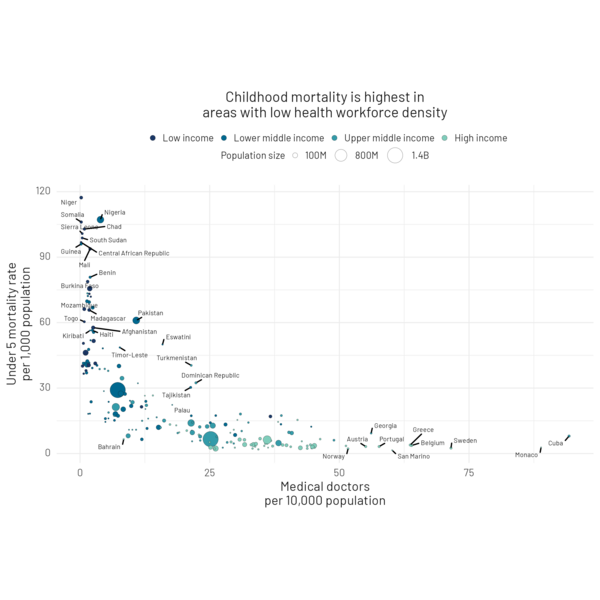 Childhood mortality is highest in
areas with low health workforce density
Low income Lower middle income Upper middle income High income
Population size 100M 800M 1.4B
Under 5 mortality rate
per 1,000 population
120
90
60
30
0
Niger
Somalia
Nigeria
Sierra Leone
Chad
South Sudan
Guinea
Central African Republic
Mali
Benin
Burkina Faso
Mozambique
Togo
Madagascar
Pakistan
Kiribati
Haiti
Afghanistan
Eswatini
Timor-Leste
Turkmenistan
Dominican Republic
Tajikistan
Palau
Bahrain
Georgia
Austria
Portugal
Greece
Belgium
Sweden
Norway
San Marino
Monaco
Cuba
0 25 50 75
Medical doctors
per 10,000 population